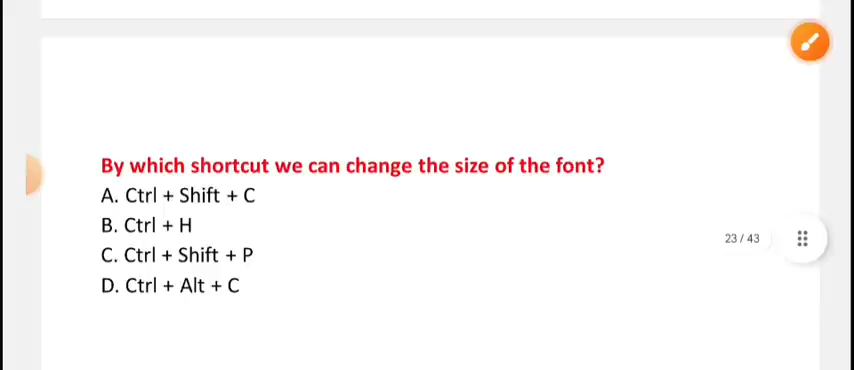 By which shortcut we can change the size of the font?
A. Ctrl + Shift + C
B. Ctrl + H
C. Ctrl + Shift + P
23 / 43
D. Ctrl + Alt + C